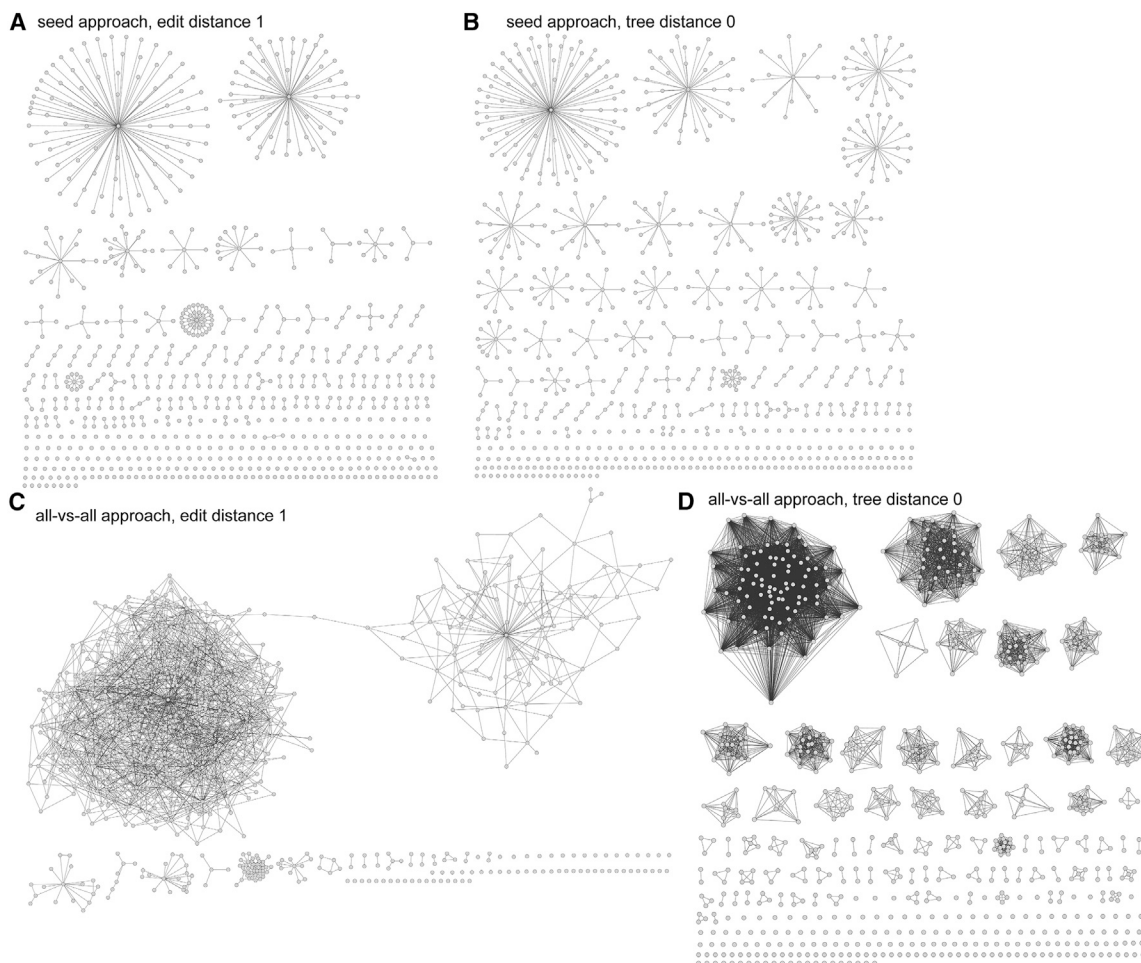 A seed approach, edit distance 1
B seed approach, tree distance 0
C all-vs-all approach, edit distance 1
D all-vs-all approach, tree distance 0